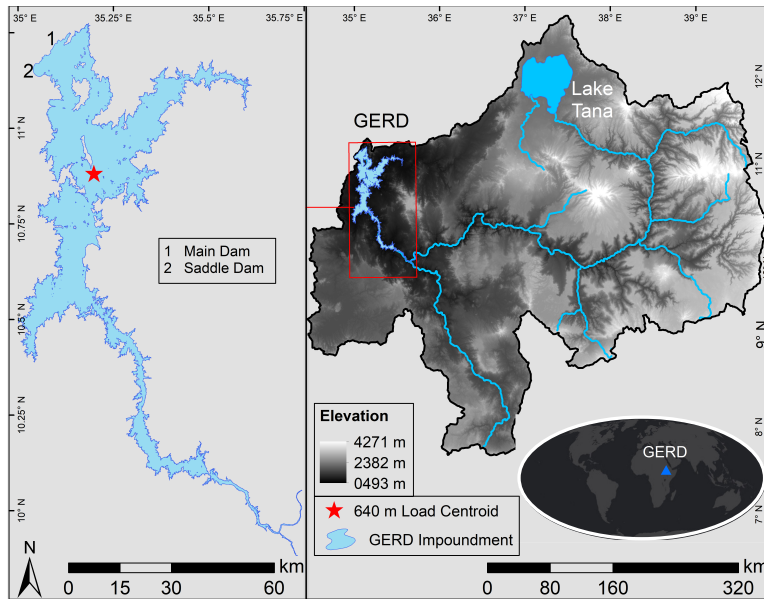 35° E
35.25° E
35.5° E
35.75° E
1
2
11° N
10.75° N
10.5° N
10.25° N
10° N
1 Main Dam
2 Saddle Dam
N
km
0
15
30
60
35° E
36° E
37° E
38° E
39° E
12° N
11° N
9° N
8° N
7° N
GERD
Lake
Tana
Elevation
4271 m
2382 m
0493 m
640 m Load Centroid
GERD Impoundment
GERD
km
0
80
160
320